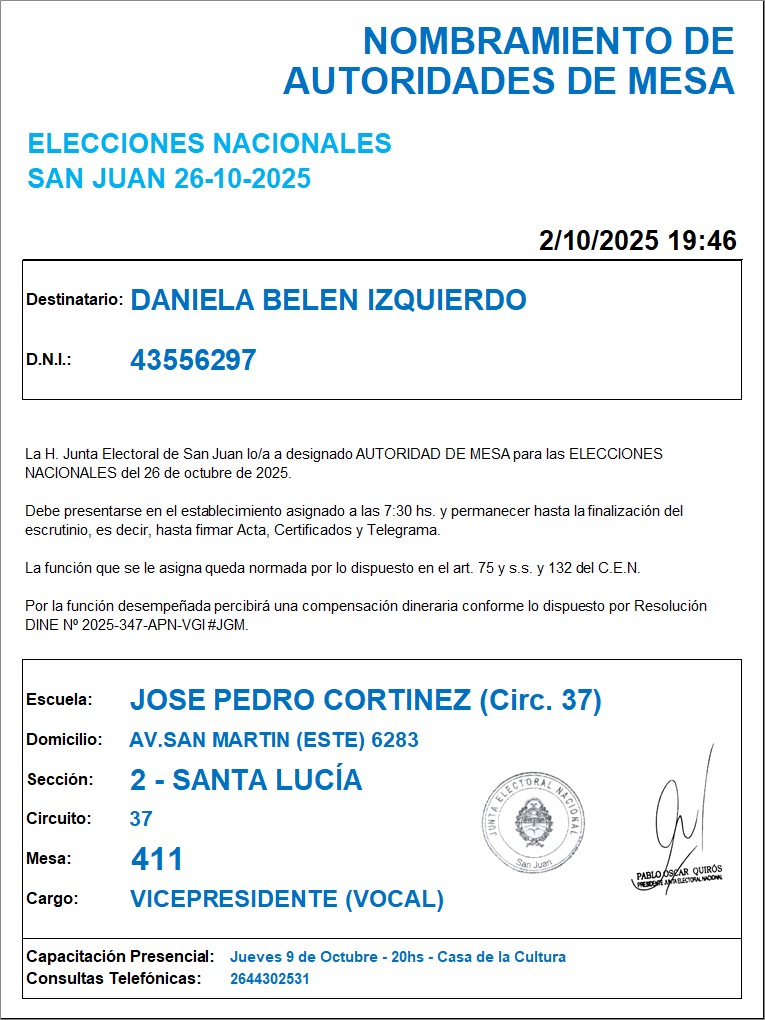 NOMBRAMIENTO DE
AUTORIDADES DE MESA
ELECCIONES NACIONALES
SAN JUAN 26-10-2025
2/10/2025 19:46
Destinatario: DANIELA BELEN IZQUIERDO
D.N.I.: 43556297
La H. Junta Electoral de San Juan lo/a a designado AUTORIDAD DE MESA para las ELECCIONES
NACIONALES del 26 de octubre de 2025.
Debe presentarse en el establecimiento asignado a las 7:30 hs. y permanecer hasta la finalización del
escrutinio, es decir, hasta firmar Acta, Certificados y Telegrama.
La función que se le asigna queda normada por lo dispuesto en el art. 75 y s.s. y 132 del C.E.N.
Por la función desempeñada percibirá una compensación dineraria conforme lo dispuesto por Resolución
DINE Nº 2025-347-APN-VGI#JGM.
Escuela: JOSE PEDRO CORTINEZ (Circ. 37)
Domicilio: AV.SAN MARTIN (ESTE) 6283
Sección: 2 - SANTA LUCÍA
Circuito: 37
Mesa: 411
Cargo: VICEPRESIDENTE (VOCAL)
JUNTA ELECTORAL NACIONAL
San Juan
PABLO OSCAR QUIRÓS
PRESIDENTE JUNTA ELECTORAL NACIONAL
Capacitación Presencial: Jueves 9 de Octubre - 20hs - Casa de la Cultura
Consultas Telefónicas: 2644302531